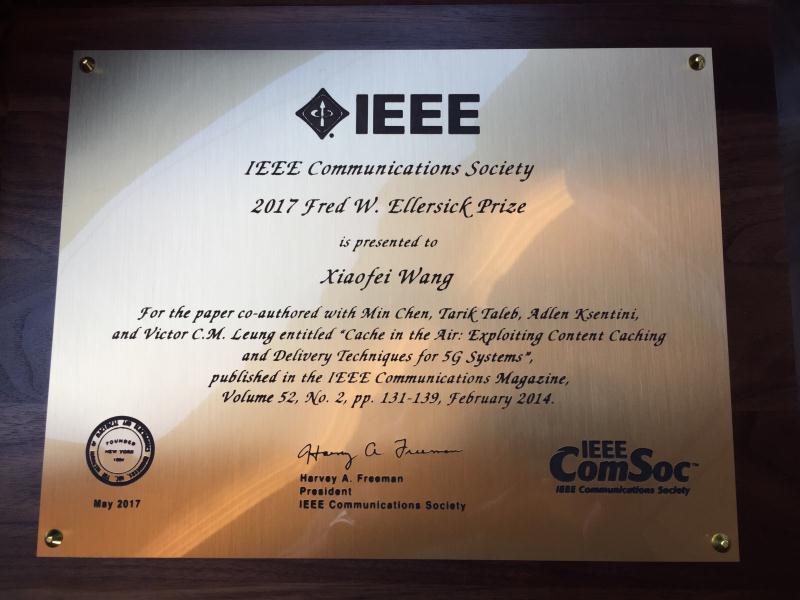 IEEE
IEEE Communications Society
2017 Fred W. Ellersick Prize
is presented to
Xiaofei Wang
For the paper co-authored with Min Chen, Tarik Taleb, Adlen Ksentini,
and Victor C.M. Leung entitled "Cache in the Air: Exploiting Content Caching
and Delivery Techniques for 5G Systems",
published in the IEEE Communications Magazine,
Volume 52, No. 2, pp. 131-139, February 2014.
FOUNDED
NEW YORK
May 2017
Harvey A. Freeman
Harvey A. Freeman
President
IEEE Communications Society
IEEE
ComSoc™
IEEE Communications Society